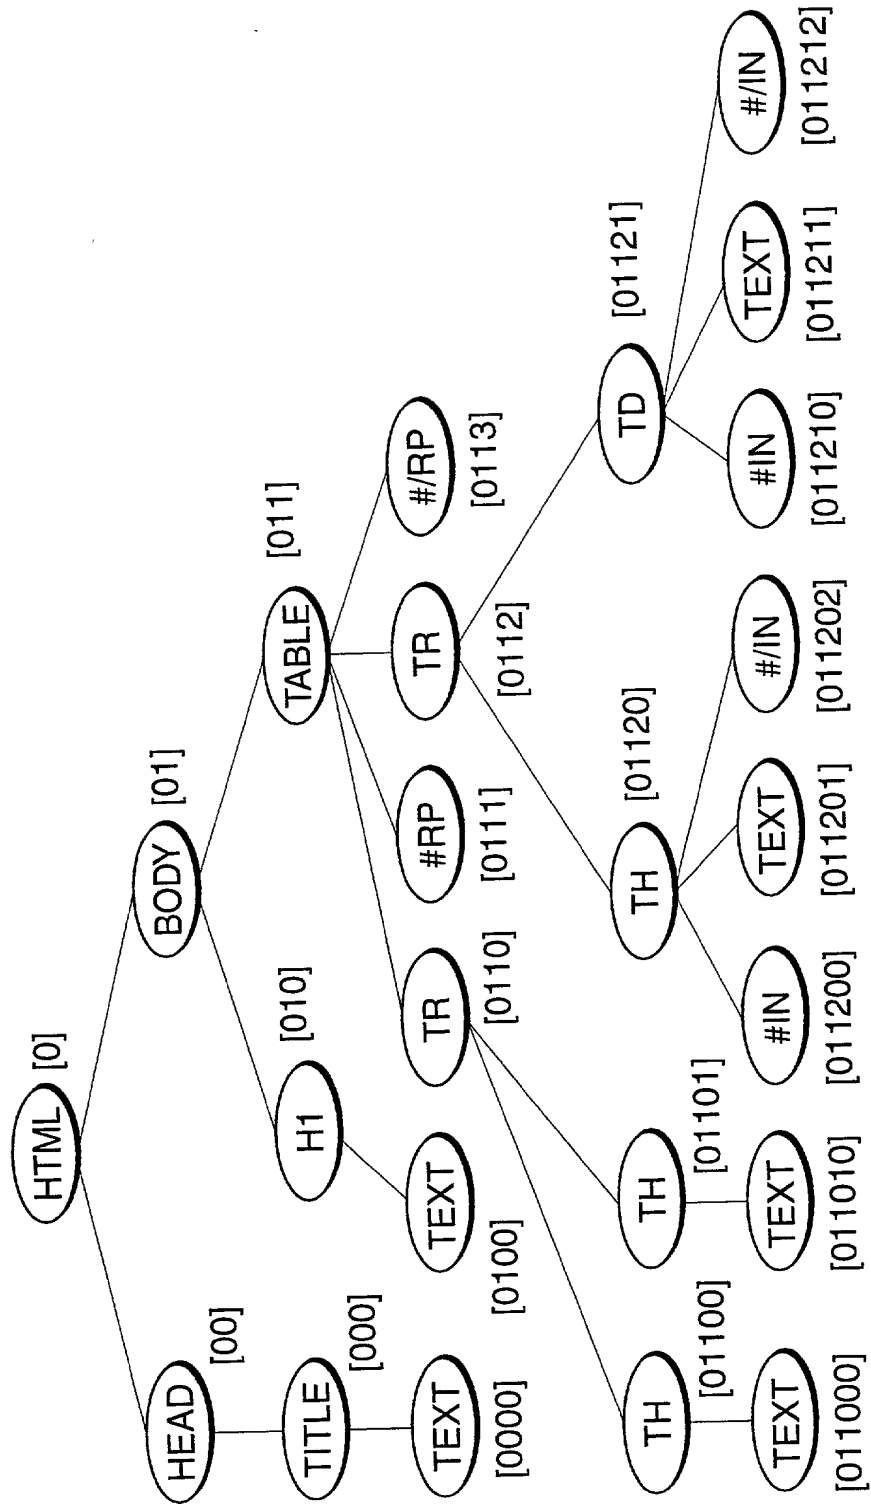 HTML [0]
HEAD [00]
BODY [01]
TITLE [000]
H1 [010]
TABLE [011]
TEXT [0000]
TEXT [0100]
TR [0110]
#RP [0111]
TR [0112]
#/RP [0113]
TH [01100]
TH [01101]
TH [01120]
TD [01121]
TEXT [011000]
TEXT [011010]
#IN [011200]
TEXT [011201]
#/IN [011202]
#IN [011210]
TEXT [011211]
#/IN [011212]